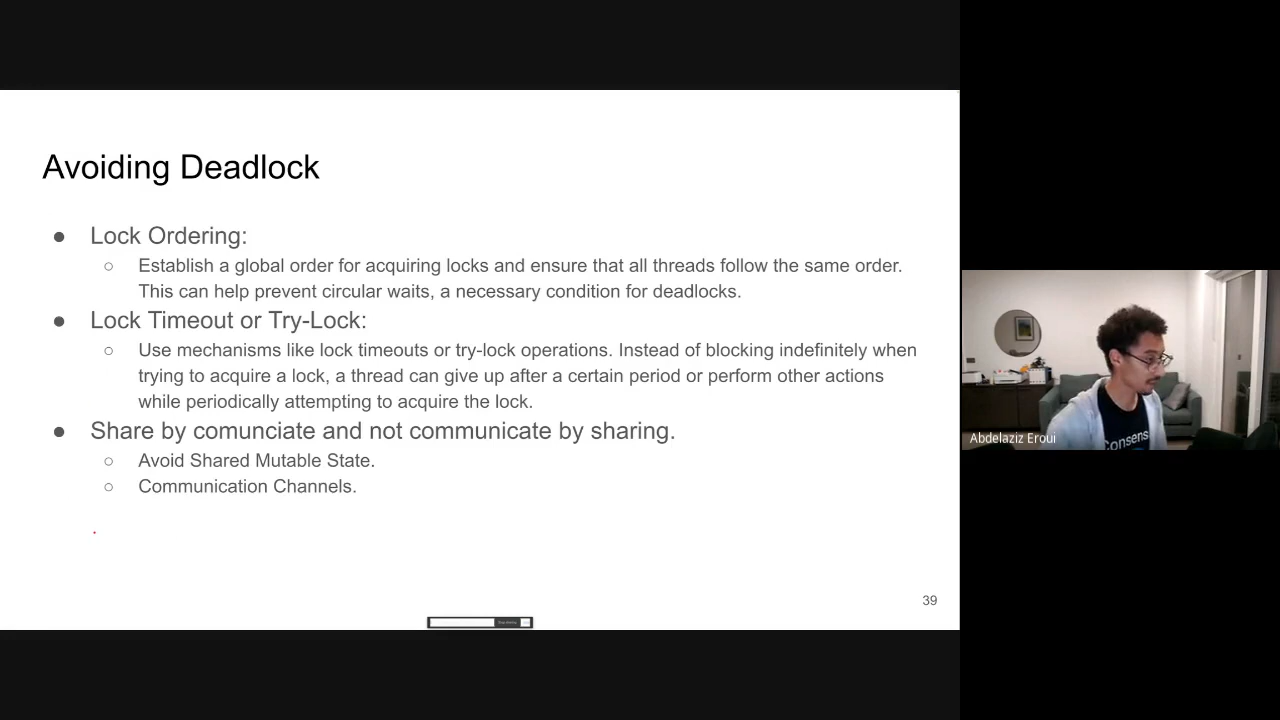 Avoiding Deadlock
● Lock Ordering:
○ Establish a global order for acquiring locks and ensure that all threads follow the same order.
This can help prevent circular waits, a necessary condition for deadlocks.
● Lock Timeout or Try-Lock:
○ Use mechanisms like lock timeouts or try-lock operations. Instead of blocking indefinitely when
trying to acquire a lock, a thread can give up after a certain period or perform other actions
while periodically attempting to acquire the lock.
● Share by comunciate and not communicate by sharing.
○ Avoid Shared Mutable State.
○ Communication Channels.
39
Consens
Abdelaziz Eroui